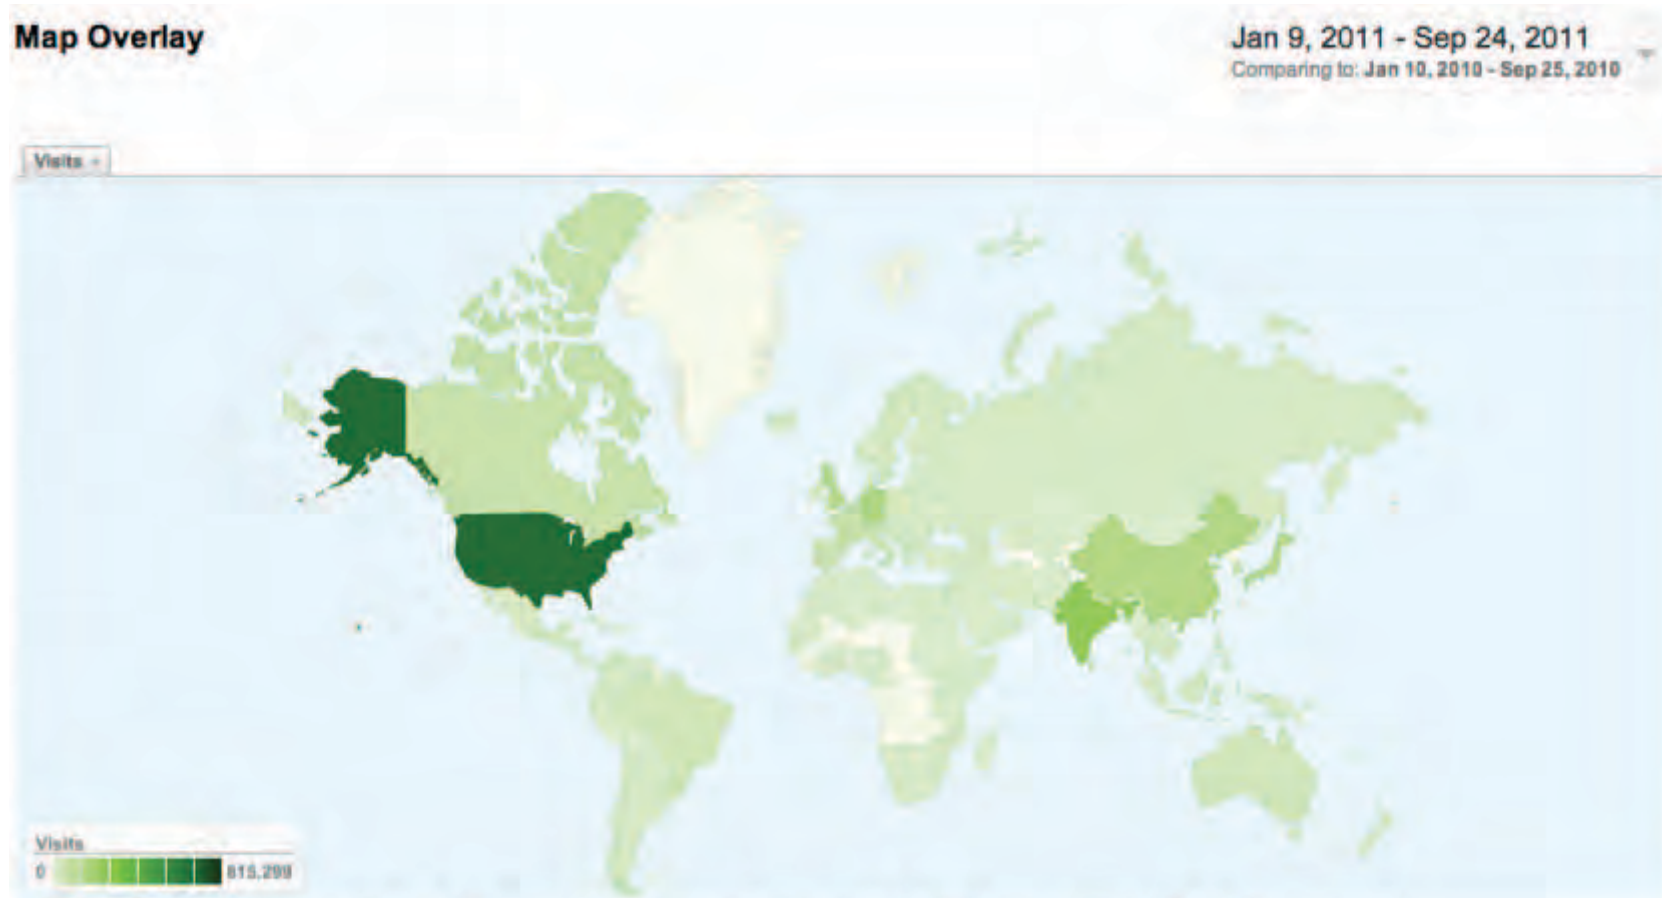 Map Overlay
Jan 9, 2011 - Sep 24, 2011
Comparing to: Jan 10, 2010 - Sep 25, 2010
Visits
Visits
0
815,299